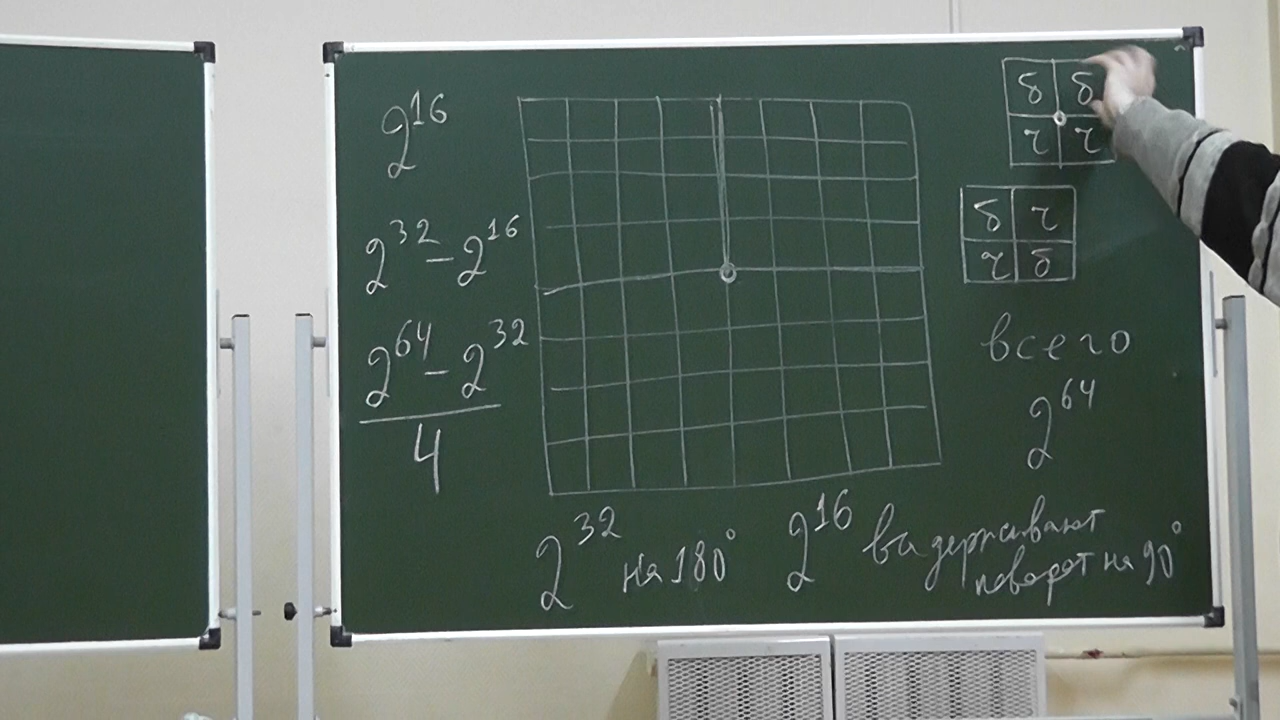 2^16
2^32 - 2^16
2^64 - 2^32
4
б б
ч ч
б ч
ч б
всего
2^64
2^32 на 180° 2^16 выдерживают
поворот на 90°